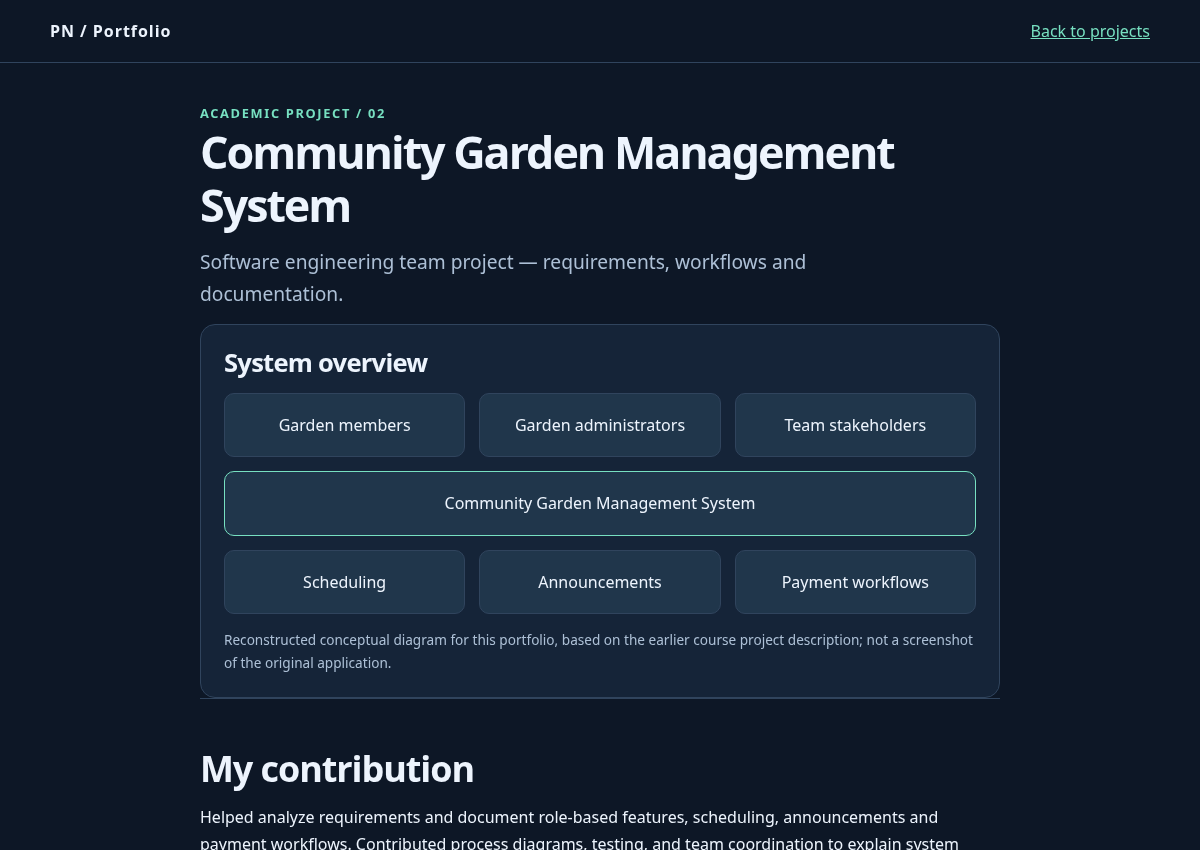 PN / Portfolio
Back to projects
ACADEMIC PROJECT / 02
Community Garden Management
System
Software engineering team project — requirements, workflows and
documentation.
System overview
Garden members
Garden administrators
Team stakeholders
Community Garden Management System
Scheduling
Announcements
Payment workflows
Reconstructed conceptual diagram for this portfolio, based on the earlier course project description; not a screenshot
of the original application.
My contribution
Helped analyze requirements and document role-based features, scheduling, announcements and
payment workflows. Contributed process diagrams, testing, and team coordination to explain system